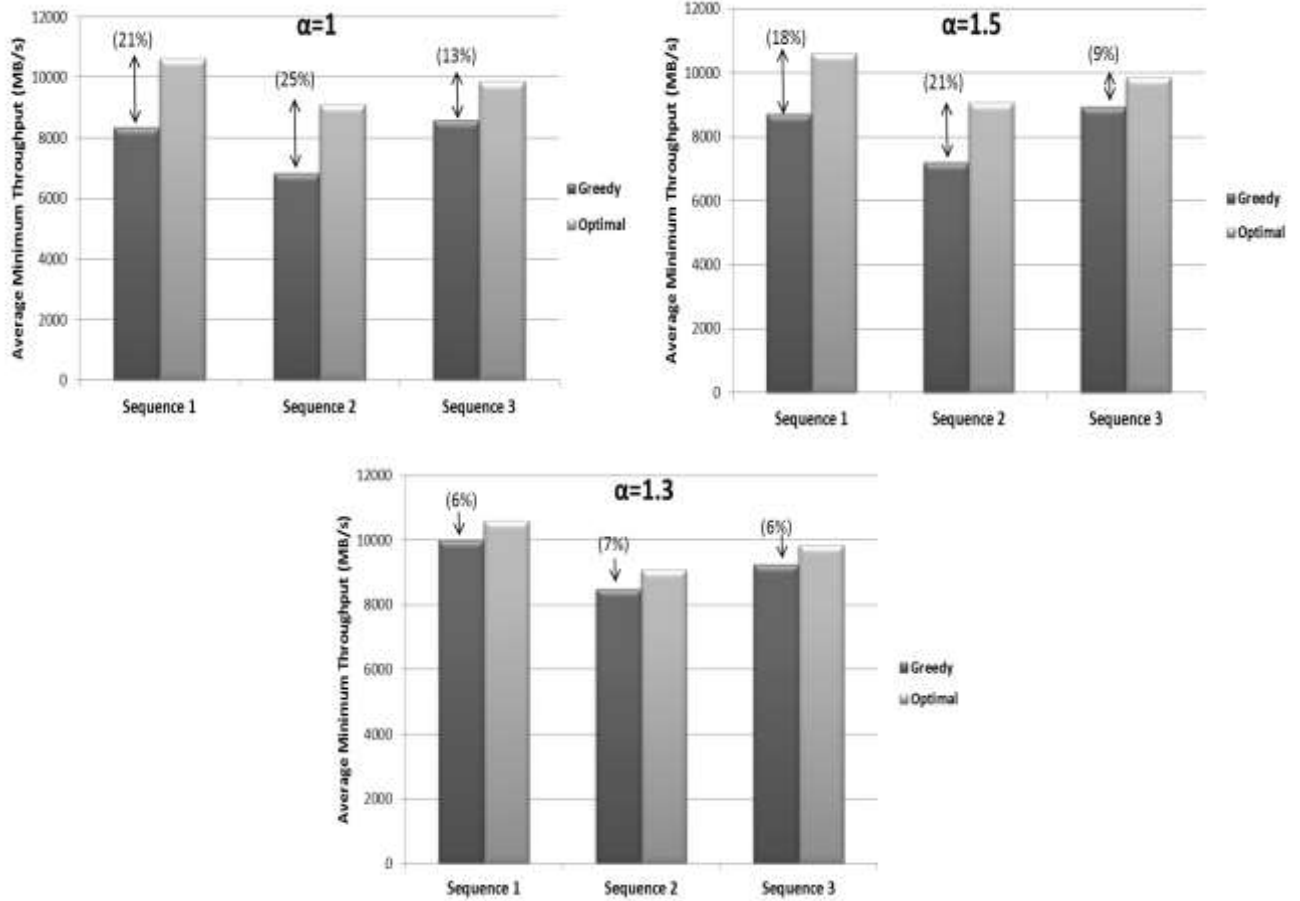 α=1
Average Minimum Throughput (MB/s)
12000
10000
8000
6000
4000
2000
0
(21%)
(25%)
(13%)
Sequence 1
Sequence 2
Sequence 3
Greedy
Optimal
α=1.5
Average Minimum Throughput (MB/s)
12000
10000
8000
6000
4000
2000
0
(18%)
(21%)
(9%)
Sequence 1
Sequence 2
Sequence 3
Greedy
Optimal
α=1.3
Average Minimum Throughput (MB/s)
12000
10000
8000
6000
4000
2000
0
(6%)
(7%)
(6%)
Sequence 1
Sequence 2
Sequence 3
Greedy
Optimal